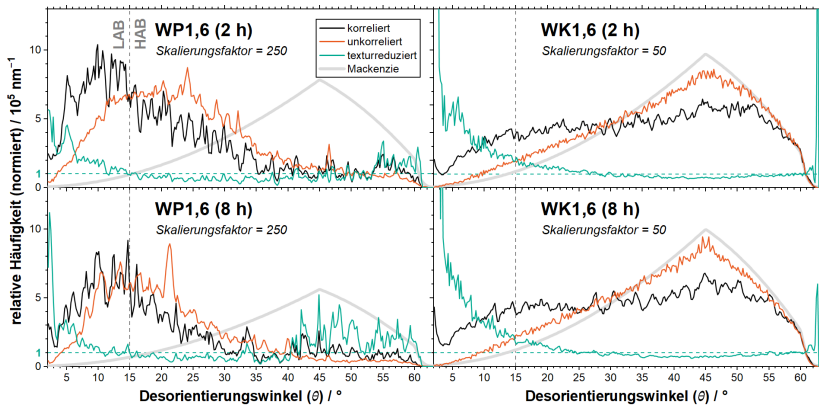 WP1,6 (2 h)
Skalierungsfaktor = 250
LAB
HAB
korreliert
unkorreliert
texturreduziert
Mackenzie
WK1,6 (2 h)
Skalierungsfaktor = 50
10
5
1
0
WP1,6 (8 h)
Skalierungsfaktor = 250
WK1,6 (8 h)
Skalierungsfaktor = 50
10
5
1
0
relative Häufigkeit (normiert) / 10⁵ nm⁻¹
5 10 15 20 25 30 35 40 45 50 55 60
5 10 15 20 25 30 35 40 45 50 55 60
Desorientierungswinkel (θ) / °
Desorientierungswinkel (θ) / °